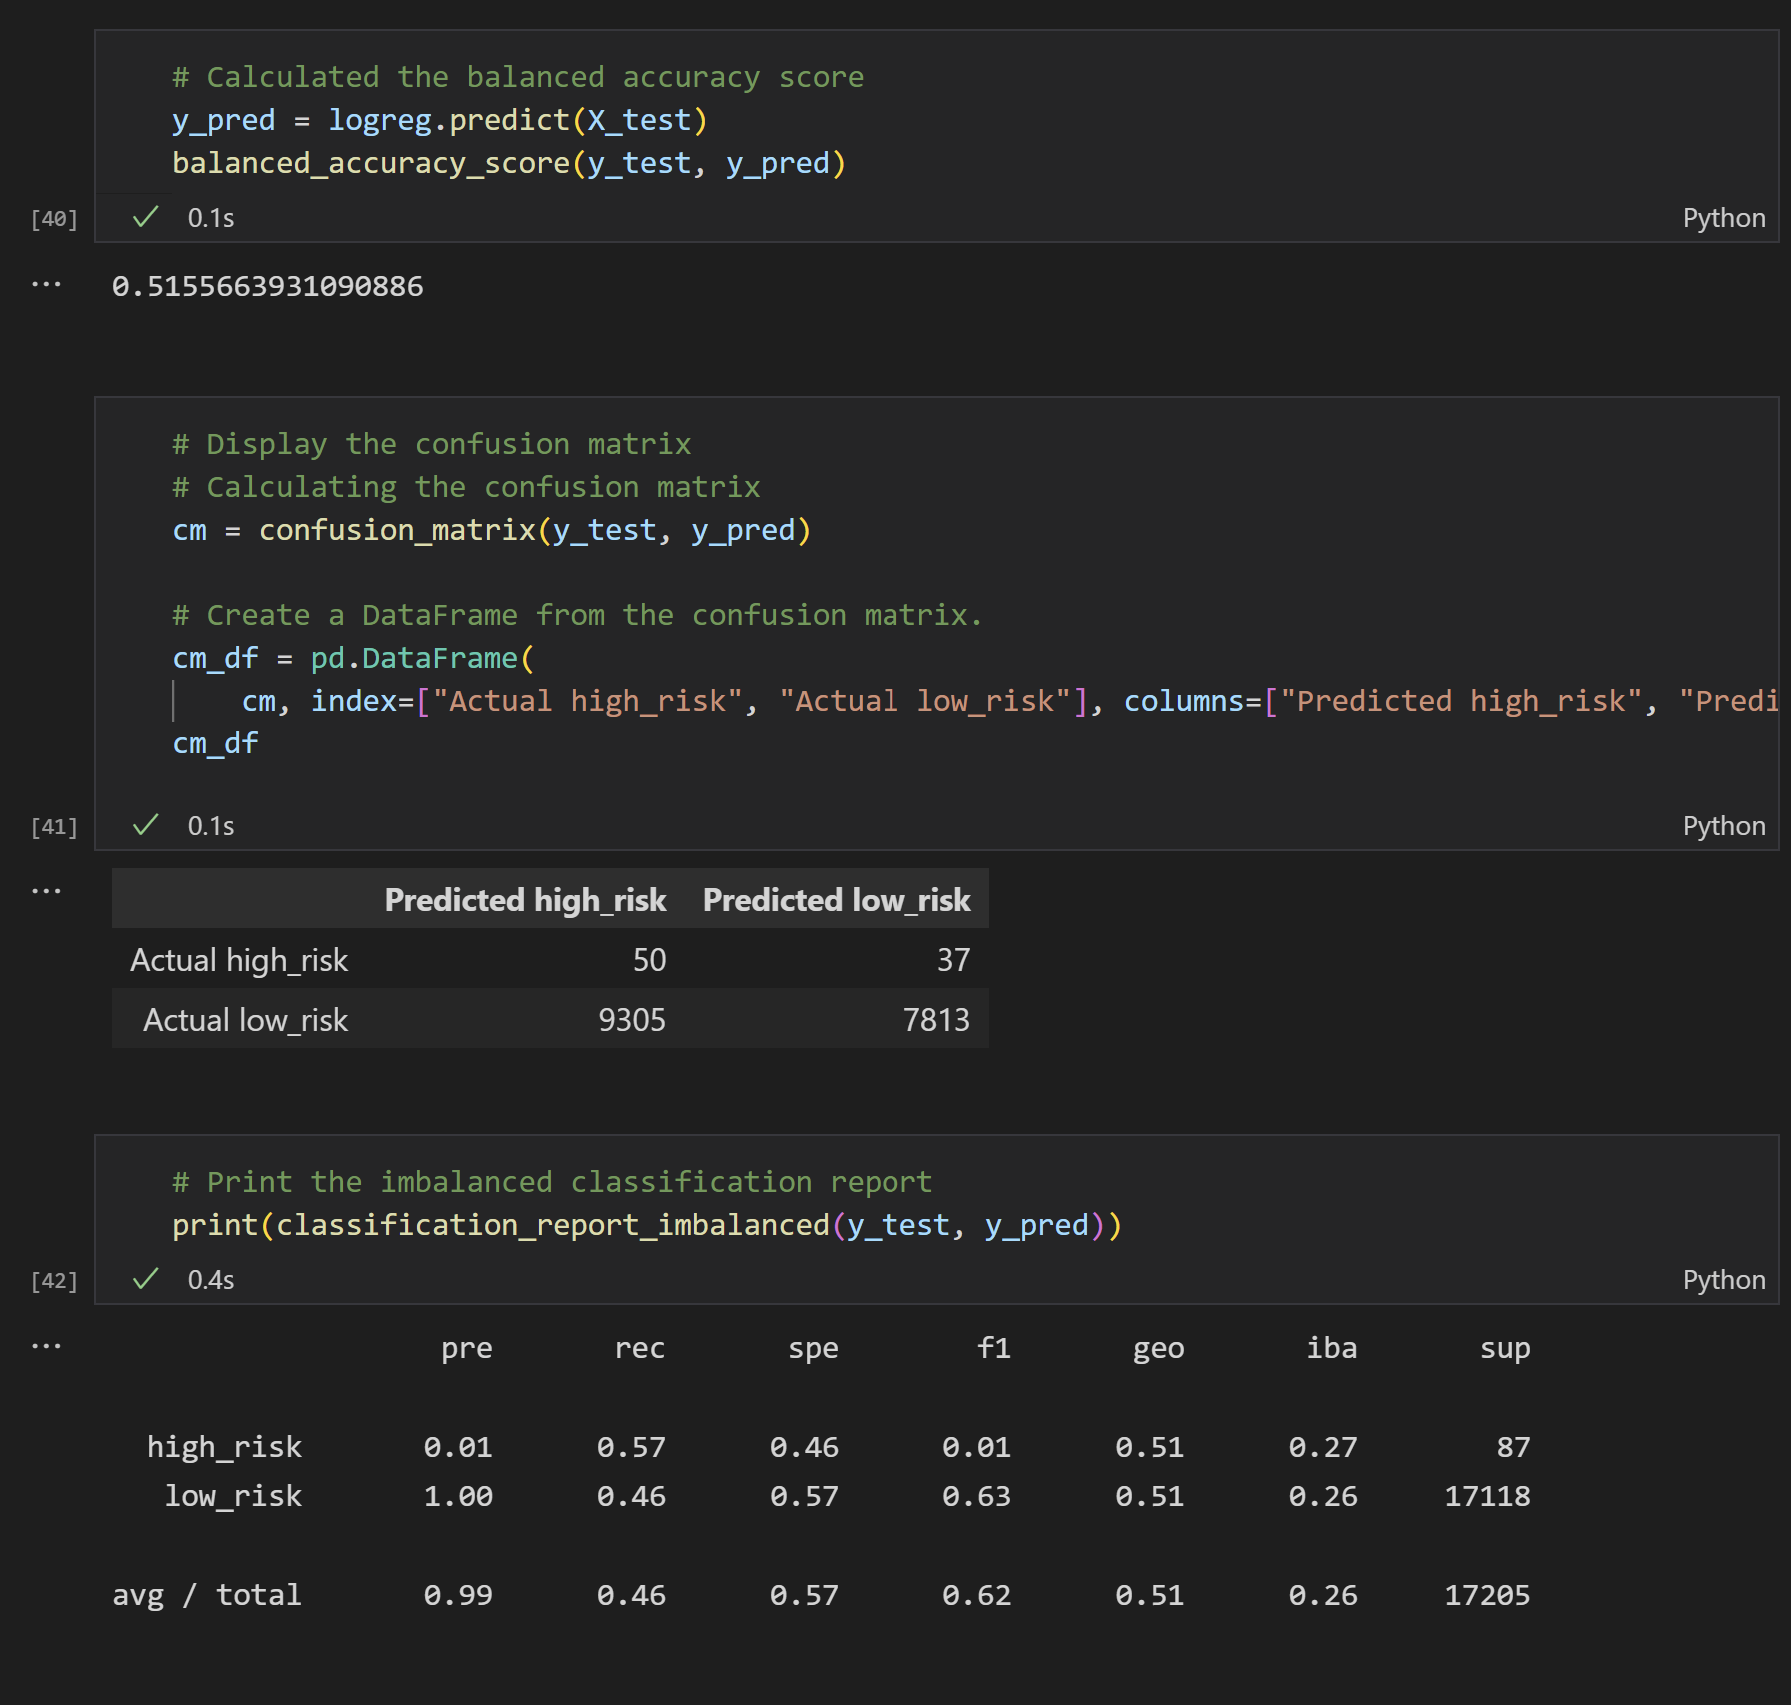 # Calculated the balanced accuracy score
y_pred = logreg.predict(X_test)
balanced_accuracy_score(y_test, y_pred)
[40] ✓ 0.1s Python
... 0.5155663931090886
# Display the confusion matrix
# Calculating the confusion matrix
cm = confusion_matrix(y_test, y_pred)
# Create a DataFrame from the confusion matrix.
cm_df = pd.DataFrame(
cm, index=["Actual high_risk", "Actual low_risk"], columns=["Predicted high_risk", "Predi
cm_df
[41] ✓ 0.1s Python
... Predicted high_risk Predicted low_risk
Actual high_risk 50 37
Actual low_risk 9305 7813
# Print the imbalanced classification report
print(classification_report_imbalanced(y_test, y_pred))
[42] ✓ 0.4s Python
... pre rec spe f1 geo iba sup
high_risk 0.01 0.57 0.46 0.01 0.51 0.27 87
low_risk 1.00 0.46 0.57 0.63 0.51 0.26 17118
avg / total 0.99 0.46 0.57 0.62 0.51 0.26 17205